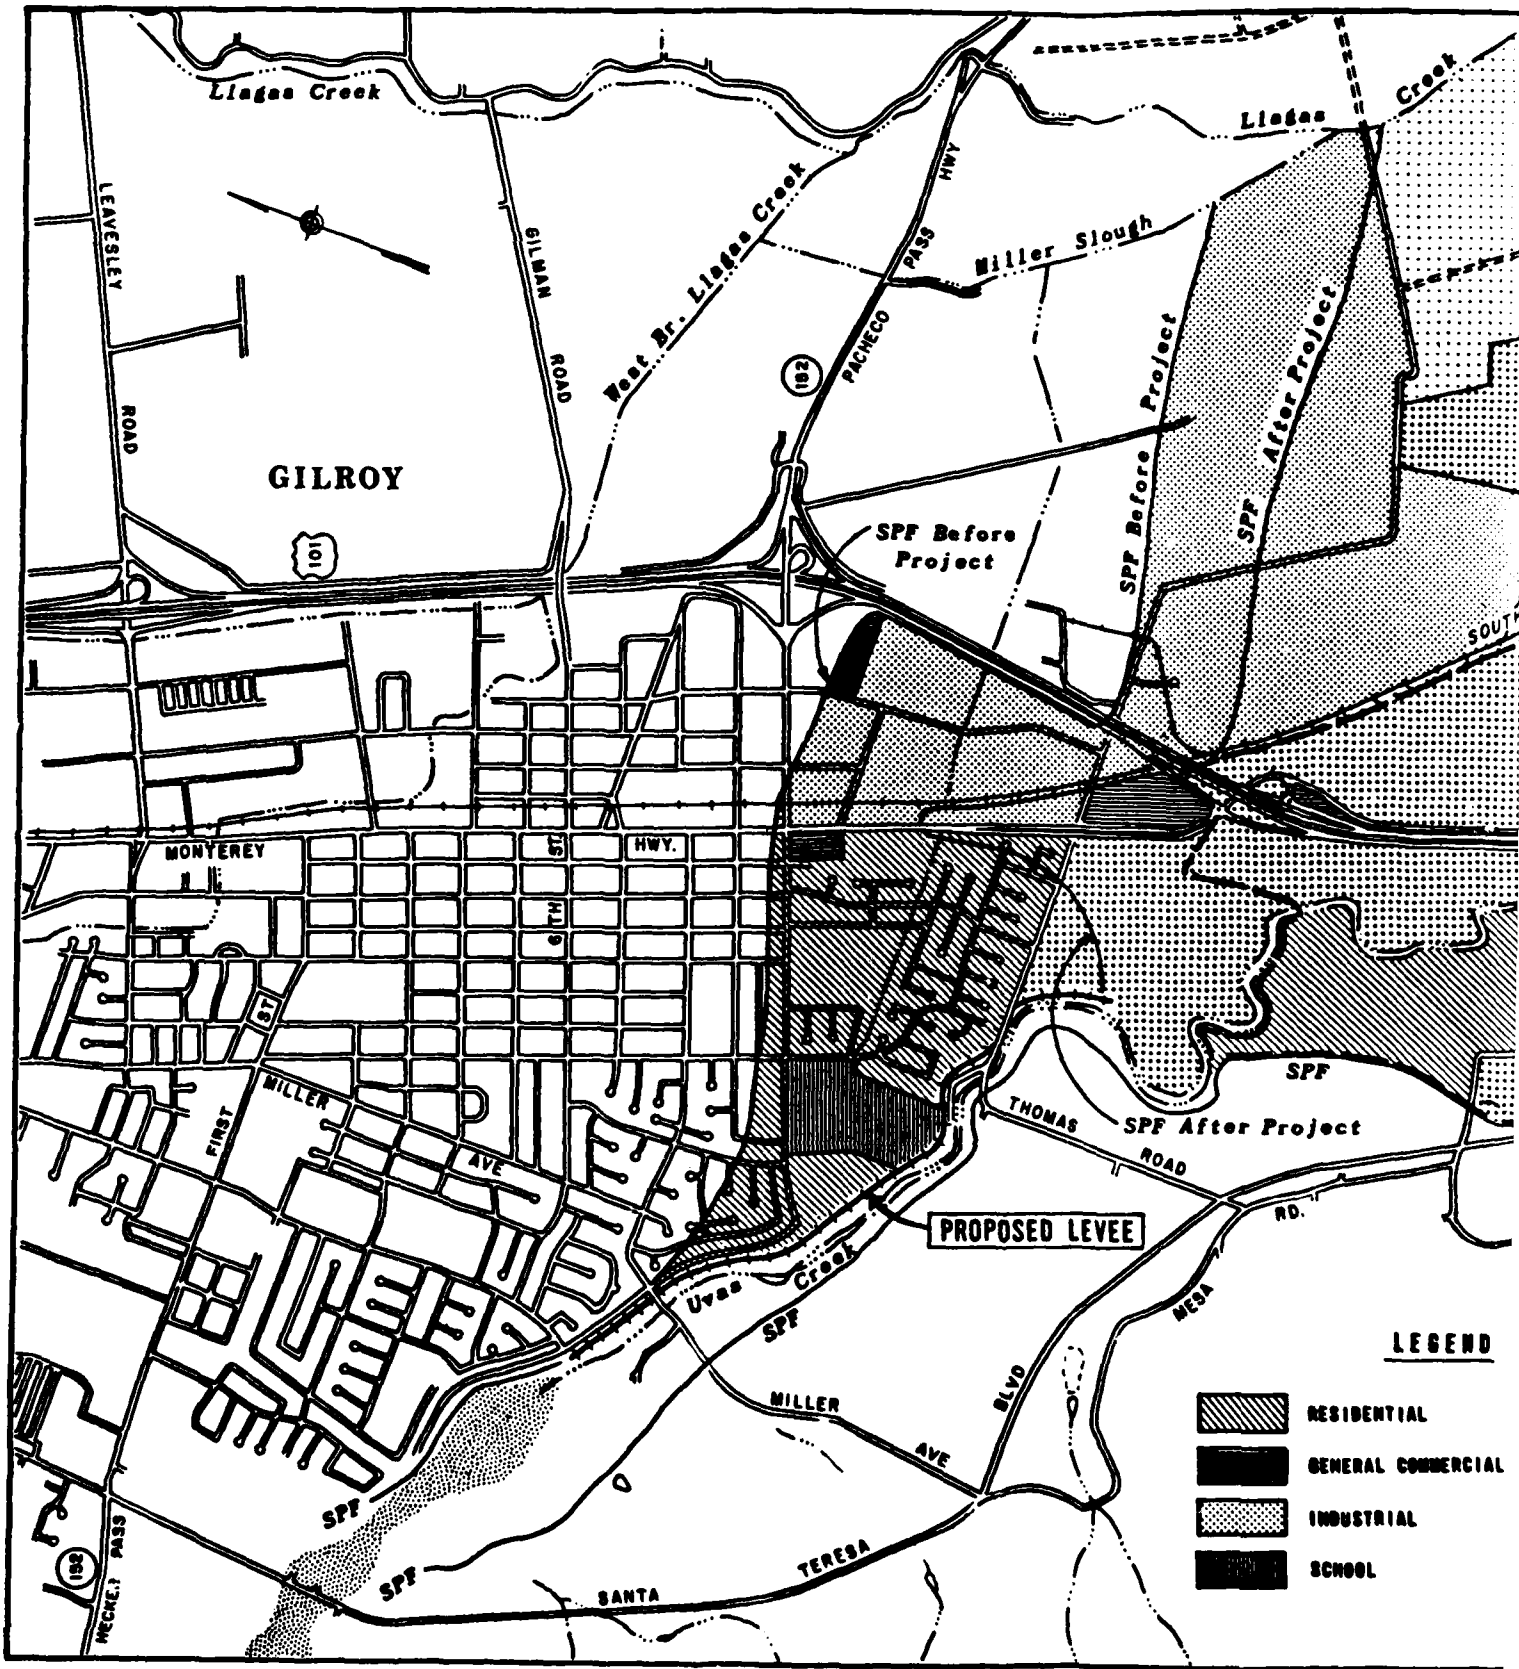 Llagas Creek
Llagas Creek
LEAVESLEY
ROAD
GILMAN
ROAD
West Br. Llagas Creek
HWY
PASS
PACHECO
152
Miller Slough
SPF Before Project
SPF After Project
GILROY
101
SPF Before
Project
SOUTH
MONTEREY
HWY.
6 TH
ST.
ST
FIRST
MILLER
AVE
SPF
THOMAS
ROAD
SPF After Project
RD.
PROPOSED LEVEE
Uvas Creek
SPF
MESA
BLVD
MILLER
AVE
SPF
SPF
SANTA
TERESA
152
PASS
LEGEND
RESIDENTIAL
GENERAL COMMERCIAL
INDUSTRIAL
SCHOOL